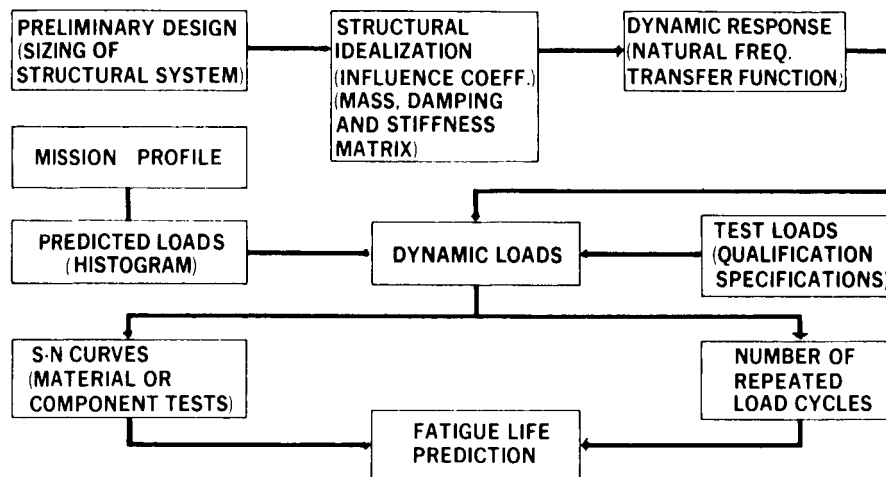 PRELIMINARY DESIGN
(SIZING OF
STRUCTURAL SYSTEM)
STRUCTURAL
IDEALIZATION
(INFLUENCE COEFF.)
(MASS, DAMPING
AND STIFFNESS
MATRIX)
DYNAMIC RESPONSE
(NATURAL FREQ.
TRANSFER FUNCTION)
MISSION PROFILE
PREDICTED LOADS
(HISTOGRAM)
DYNAMIC LOADS
TEST LOADS
(QUALIFICATION
SPECIFICATIONS)
S-N CURVES
(MATERIAL OR
COMPONENT TESTS)
NUMBER OF
REPEATED
LOAD CYCLES
FATIGUE LIFE
PREDICTION